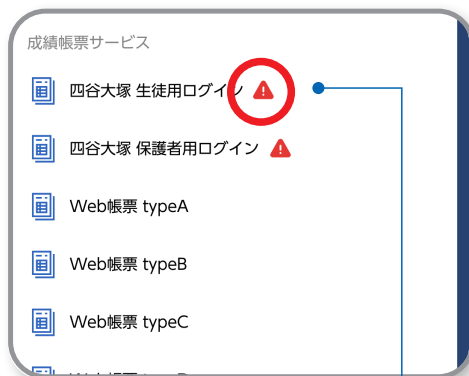 成績帳票サービス
四谷大塚 生徒用ログイン
四谷大塚 保護者用ログイン
Web帳票 typeA
Web帳票 typeB
Web帳票 typeC